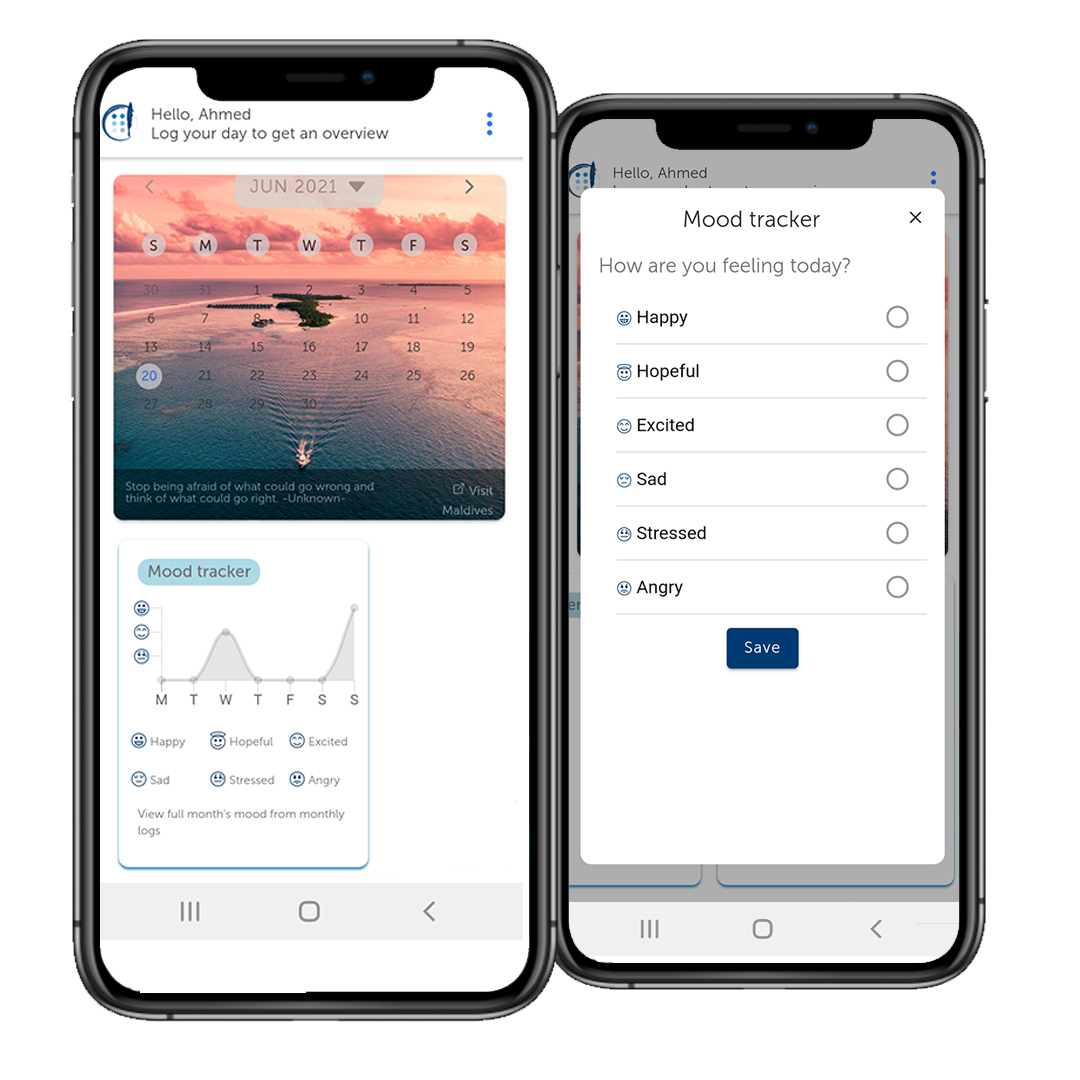 Hello, Ahmed
Log your day to get an overview
JUN 2021
S M T W T F S
30 31 1 2 3 4 5
6 7 8 10 11 12
13 14 15 16 17 18 19
20 21 22 23 24 25 26
27 28 29 30
Stop being afraid of what could go wrong and
think of what could go right. -Unknown-
Visit
Maldives
Mood tracker
M T W T F S S
Happy Hopeful Excited
Sad Stressed Angry
View full month's mood from monthly
logs
Hello, Ahmed
Mood tracker
How are you feeling today?
Happy
Hopeful
Excited
Sad
Stressed
Angry
Save